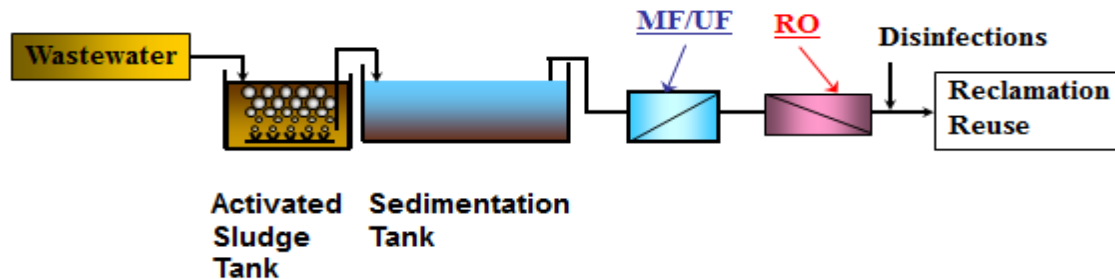 MF/UF
RO
Disinfections
Wastewater
Reclamation
Reuse
Activated
Sludge
Tank
Sedimentation
Tank